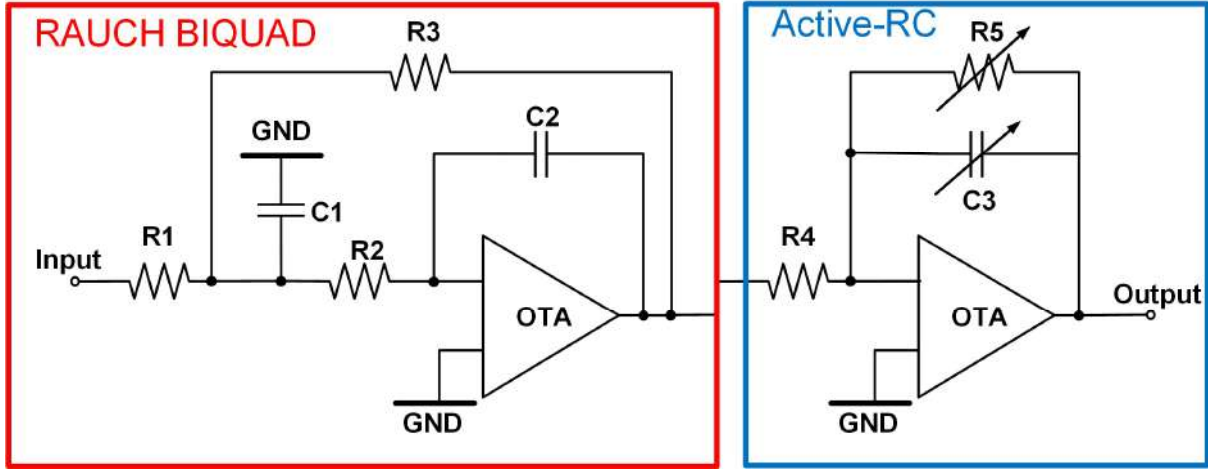 RAUCH BIQUAD
R3
GND
C2
C1
R1
R2
Input
OTA
GND
Active-RC
R5
C3
R4
OTA
Output
GND